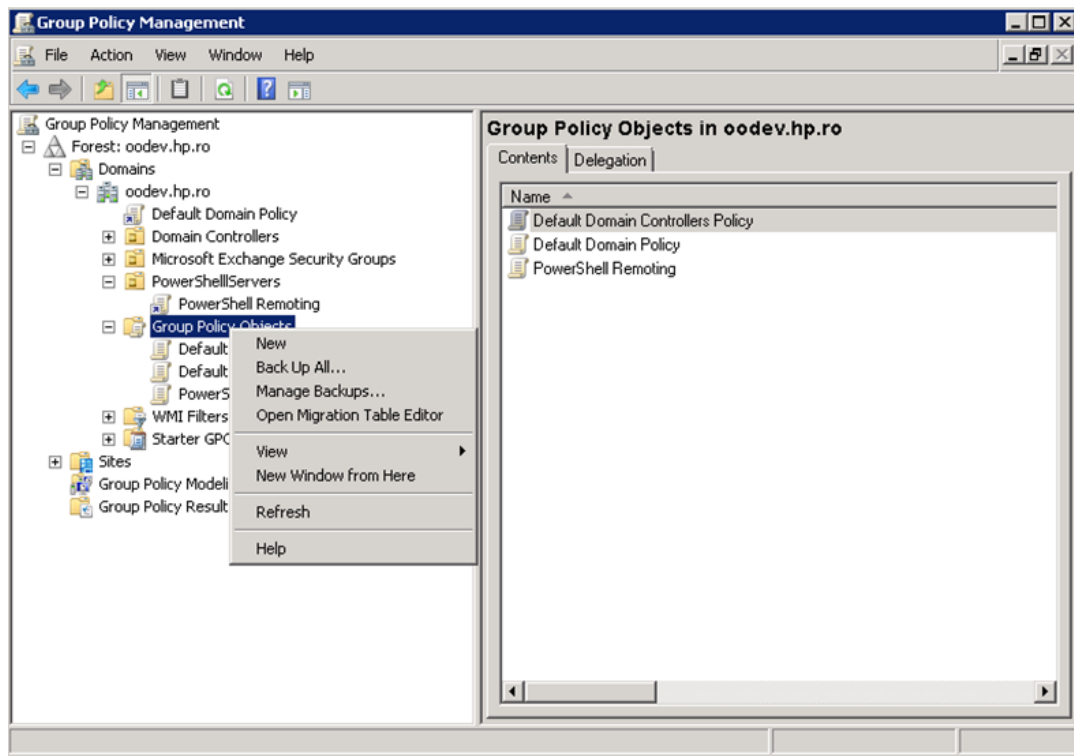 Group Policy Management
File Action View Window Help
Group Policy Management
Forest: oodev.hp.ro
Domains
oodev.hp.ro
Default Domain Policy
Domain Controllers
Microsoft Exchange Security Groups
PowerShelllServers
PowerShell Remoting
Group Policy Objects
Default
Default
PowerS
WMI Filters
Starter GPO
Sites
Group Policy Modeli
Group Policy Result
New
Back Up All...
Manage Backups...
Open Migration Table Editor
View
New Window from Here
Refresh
Help
Group Policy Objects in oodev.hp.ro
Contents Delegation
Name
Default Domain Controllers Policy
Default Domain Policy
PowerShell Remoting